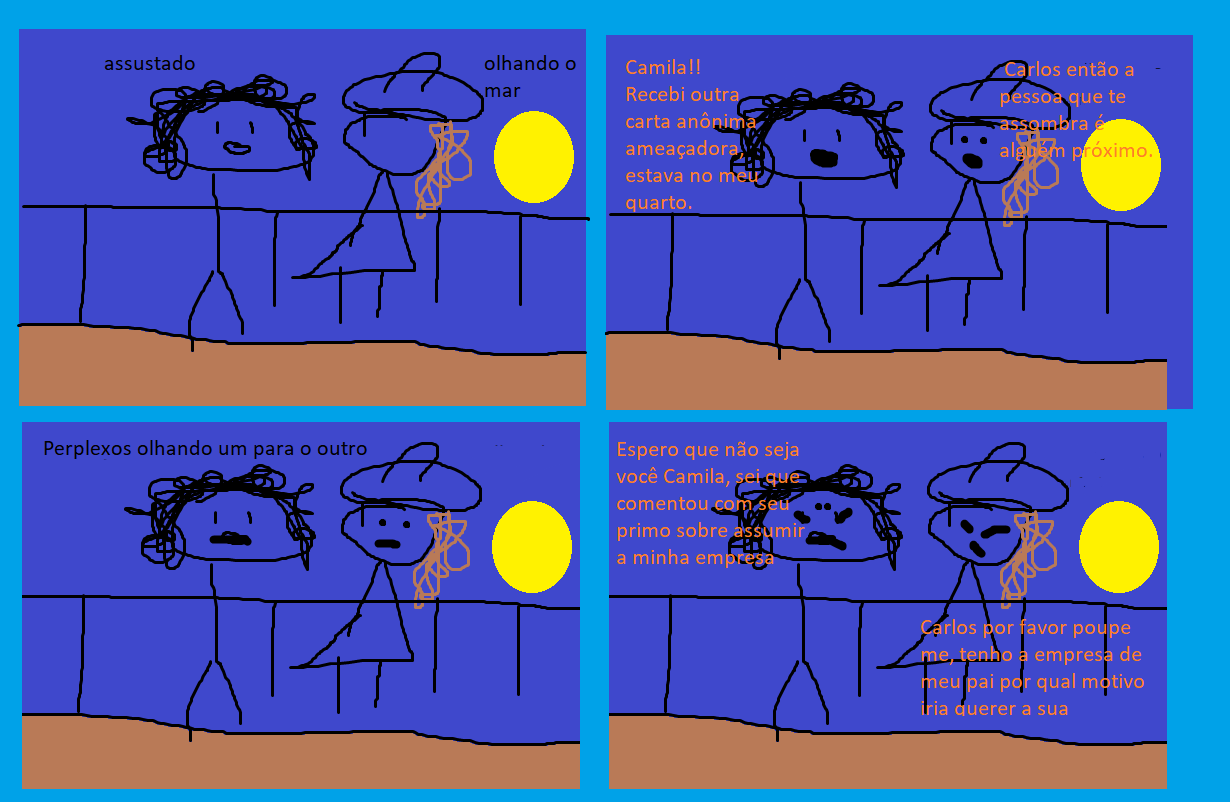 assustado
olhando o
mar
Camila!!
Recebi outra
carta anônima
ameaçadora,
estava no meu
quarto.
Carlos então a
pessoa que te
assombra é
alguém próximo.
Perplexos olhando um para o outro
Espero que não seja
você Camila, sei que
comentou com seu
primo sobre assumir
a minha empresa
Carlos por favor poupe
me, tenho a empresa de
meu pai por qual motivo
iria querer a sua